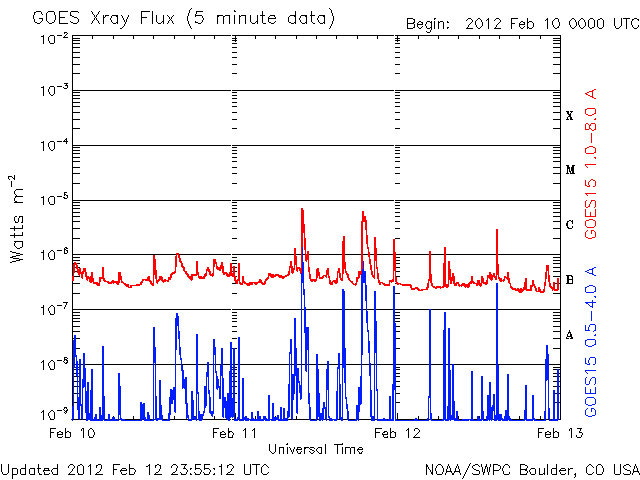 GOES Xray Flux (5 minute data)
Begin: 2012 Feb 10 0000 UTC
10⁻²
10⁻³
10⁻⁴
10⁻⁵
10⁻⁶
10⁻⁷
10⁻⁸
10⁻⁹
Watts m⁻²
X
M
C
B
A
GOES15 1.0-8.0 A
GOES15 0.5-4.0 A
Feb 10
Feb 11
Feb 12
Feb 13
Universal Time
Updated 2012 Feb 12 23:55:12 UTC
NOAA/SWPC Boulder, CO USA